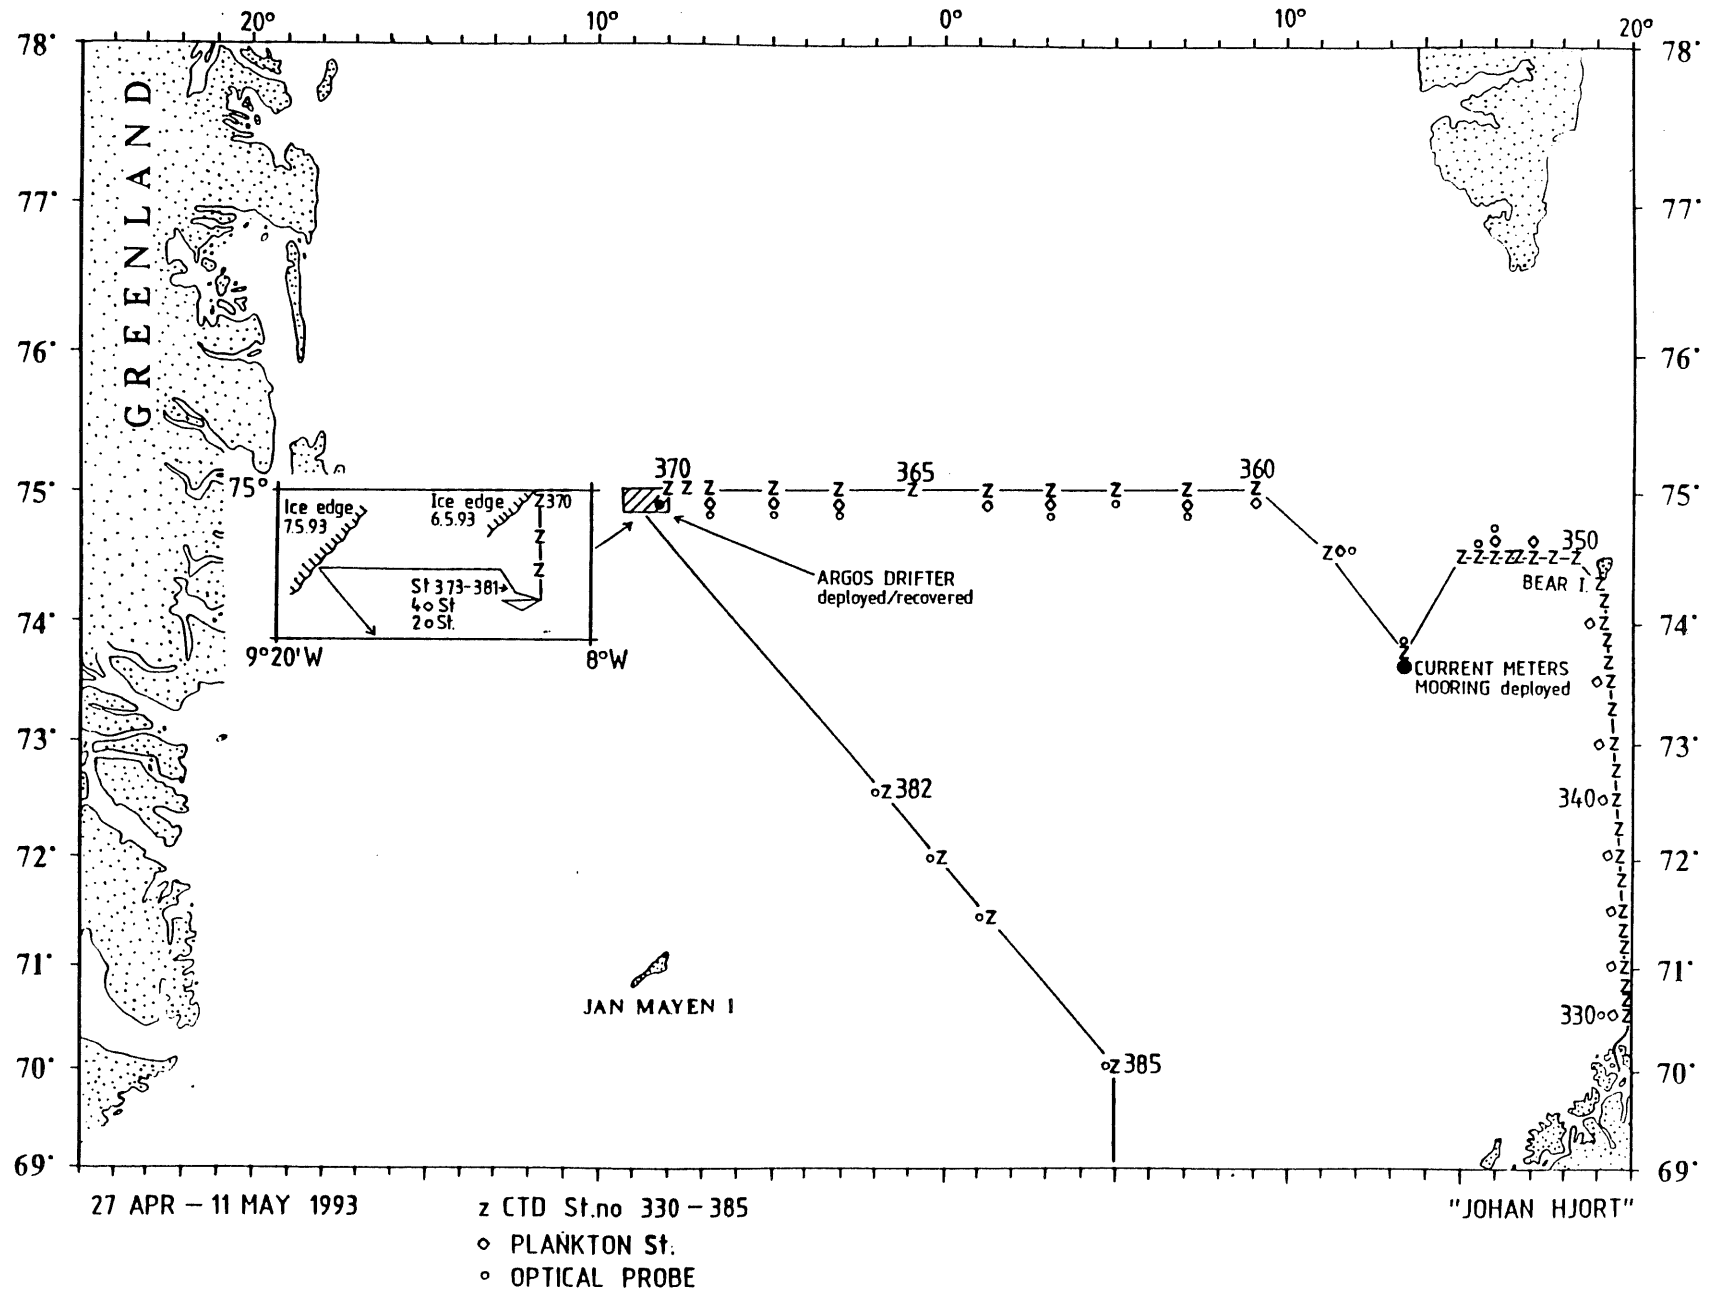 20° 10° 0° 10° 20°
78° 78°
GREENLAND
77° 77°
76° 76°
370 365 360
75° 75° 75°
Ice edge
7.5.93
Ice edge
6.5.93
Z370
350
BEAR I.
St 373-381
4○ St
2○ St.
ARGOS DRIFTER
deployed/recovered
74° 74°
9°20'W 8°W
CURRENT METERS
MOORING deployed
73° 73°
382
340
72° 72°
71° 71°
JAN MAYEN I
330
385
70° 70°
69° 69°
27 APR – 11 MAY 1993
z CTD St.no 330 – 385
"JOHAN HJORT"
◇ PLANKTON St.
○ OPTICAL PROBE